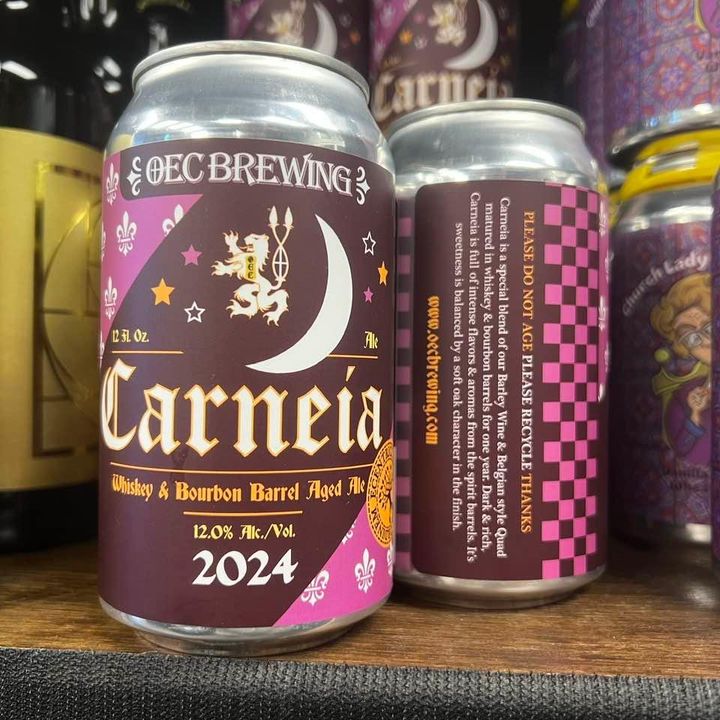 OEC BREWING
OEC
12 Fl. Oz.
Ale
Carneia
Whiskey & Bourbon Barrel Aged Ale
12.0% Alc./Vol.
2024
Carneia
PLEASE DO NOT AGE PLEASE RECYCLE THANKS
Carneia is a special blend of our Barley Wine & Belgian style Quad
matured in whiskey & bourbon barrels for one year. Dark & rich,
Carneia is full of intense flavors & aromas from the spirit barrels. It's
sweetness is balanced by a soft oak character in the finish.
www.oecbrewing.com
Church Lady